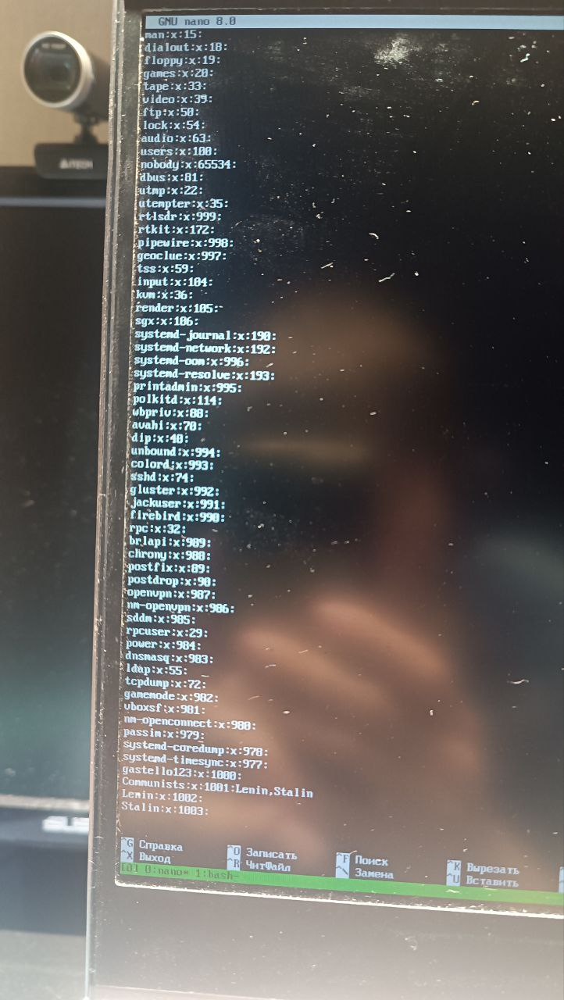 GNU nano 8.0
man:x:15:
dialout:x:18:
floppy:x:19:
games:x:20:
tape:x:33:
video:x:39:
ftp:x:50:
lock:x:54:
audio:x:63:
users:x:100:
nobody:x:65534:
dbus:x:81:
utmp:x:22:
utempter:x:35:
rtlsdr:x:999:
rtkit:x:172:
pipewire:x:998:
geoclue:x:997:
tss:x:59:
input:x:104:
kvm:x:36:
render:x:105:
sgx:x:106:
systemd-journal:x:190:
systemd-network:x:192:
systemd-oom:x:996:
systemd-resolve:x:193:
printadmin:x:995:
polkitd:x:114:
wbpriv:x:88:
avahi:x:70:
dip:x:40:
unbound:x:994:
colord:x:993:
sshd:x:74:
gluster:x:992:
jackuser:x:991:
firebird:x:990:
rpc:x:32:
brlapi:x:989:
chrony:x:988:
postfix:x:89:
postdrop:x:90:
openvpn:x:987:
nm-openvpn:x:986:
sddm:x:985:
rpcuser:x:29:
power:x:984:
dnsmasq:x:983:
ldap:x:55:
tcpdump:x:72:
gamemode:x:982:
vboxsf:x:981:
nm-openconnect:x:980:
passim:x:979:
systemd-coredump:x:978:
systemd-timesync:x:977:
gastello123:x:1000:
Communists:x:1001:Lenin,Stalin
Lenin:x:1002:
Stalin:x:1003:
^G Справка ^O Записать ^F Поиск ^K Вырезать
^X Выход ^R ЧитФайл ^\ Замена ^U Вставить
[0] 0:nano* 1:bash-
A4TECH